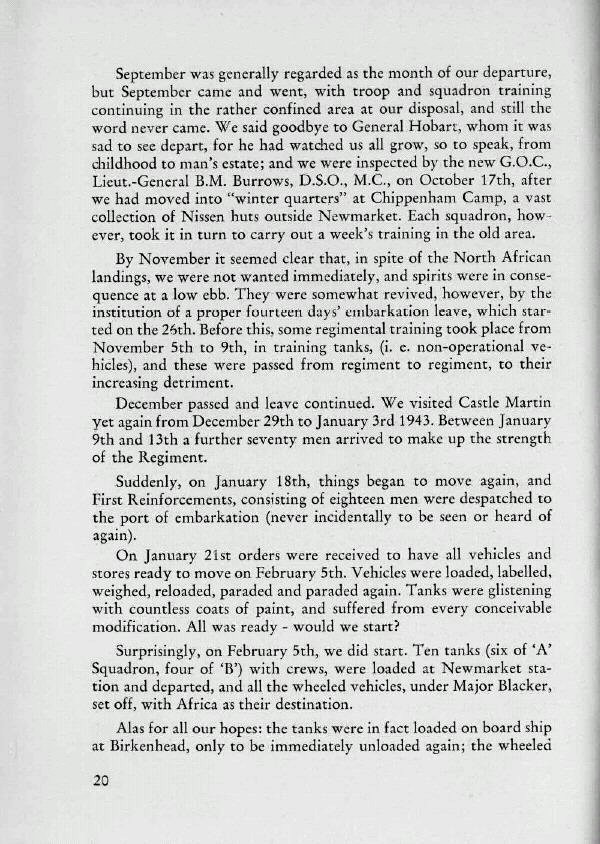 September was generally regarded as the month of our departure,
but September came and went, with troop and squadron training
continuing in the rather confined area at our disposal, and still the
word never came. We said goodbye to General Hobart, whom it was
sad to see depart, for he had watched us all grow, so to speak, from
childhood to man's estate; and we were inspected by the new G.O.C.,
Lieut.-General B.M. Burrows, D.S.O., M.C., on October 17th, after
we had moved into "winter quarters" at Chippenham Camp, a vast
collection of Nissen huts outside Newmarket. Each squadron, how-
ever, took it in turn to carry out a week's training in the old area.
By November it seemed clear that, in spite of the North African
landings, we were not wanted immediately, and spirits were in conse-
quence at a low ebb. They were somewhat revived, however, by the
institution of a proper fourteen days' embarkation leave, which star-
ted on the 26th. Before this, some regimental training took place from
November 5th to 9th, in training tanks, (i. e. non-operational ve-
hicles), and these were passed from regiment to regiment, to their
increasing detriment.
December passed and leave continued. We visited Castle Martin
yet again from December 29th to January 3rd 1943. Between January
9th and 13th a further seventy men arrived to make up the strength
of the Regiment.
Suddenly, on January 18th, things began to move again, and
First Reinforcements, consisting of eighteen men were despatched to
the port of embarkation (never incidentally to be seen or heard of
again).
On January 21st orders were received to have all vehicles and
stores ready to move on February 5th. Vehicles were loaded, labelled,
weighed, reloaded, paraded and paraded again. Tanks were glistening
with countless coats of paint, and suffered from every conceivable
modification. All was ready - would we start?
Surprisingly, on February 5th, we did start. Ten tanks (six of 'A'
Squadron, four of 'B') with crews, were loaded at Newmarket sta-
tion and departed, and all the wheeled vehicles, under Major Blacker,
set off, with Africa as their destination.
Alas for all our hopes: the tanks were in fact loaded on board ship
at Birkenhead, only to be immediately unloaded again; the wheeled
20